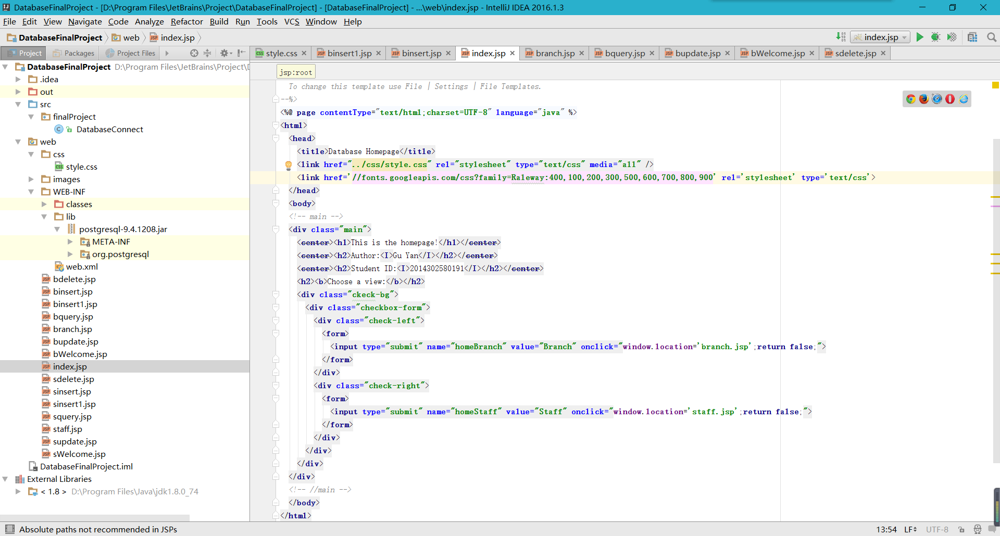 DatabaseFinalProject - [D:\Program Files\JetBrains\Project\DatabaseFinalProject] - [DatabaseFinalProject] - ...\web\index.jsp - IntelliJ IDEA 2016.1.3
File Edit View Navigate Code Analyze Refactor Build Run Tools VCS Window Help
DatabaseFinalProject web index.jsp
index.jsp
Project Packages Project Files
style.css binsert1.jsp binsert.jsp index.jsp branch.jsp bquery.jsp bupdate.jsp bWelcome.jsp sdelete.jsp
DatabaseFinalProject D:\Program Files\JetBrains\Project\
.idea
out
src
finalProject
DatabaseConnect
web
css
style.css
images
WEB-INF
classes
lib
postgresql-9.4.1208.jar
META-INF
org.postgresql
web.xml
bdelete.jsp
binsert.jsp
binsert1.jsp
bquery.jsp
branch.jsp
bupdate.jsp
bWelcome.jsp
index.jsp
sdelete.jsp
sinsert.jsp
sinsert1.jsp
squery.jsp
staff.jsp
supdate.jsp
sWelcome.jsp
DatabaseFinalProject.iml
External Libraries
< 1.8 > D:\Program Files\Java\jdk1.8.0_74
jsp:root
To change this template use File | Settings | File Templates.
--%>
<%@ page contentType="text/html;charset=UTF-8" language="java" %>
<html>
<head>
<title>Database Homepage</title>
<link href="../css/style.css" rel="stylesheet" type="text/css" media="all" />
<link href='//fonts.googleapis.com/css?family=Raleway:400,100,200,300,500,600,700,800,900' rel='stylesheet' type='text/css'>
</head>
<body>
<!-- main -->
<div class="main">
<center><h1>This is the homepage!</h1></center>
<center><h2>Author:<I>Gu Yan</I></h2></center>
<center><h2>Student ID:<I>2014302580191</I></h2></center>
<h2><b>Choose a view:</b></h2>
<div class="ckeck-bg">
<div class="checkbox-form">
<div class="check-left">
<form>
<input type="submit" name="homeBranch" value="Branch" onclick="window.location='branch.jsp';return false;">
</form>
</div>
<div class="check-right">
<form>
<input type="submit" name="homeStaff" value="Staff" onclick="window.location='staff.jsp';return false;">
</form>
</div>
</div>
</div>
</div>
<!-- //main -->
</body>
</html>
Absolute paths not recommended in JSPs
13:54 LF UTF-8